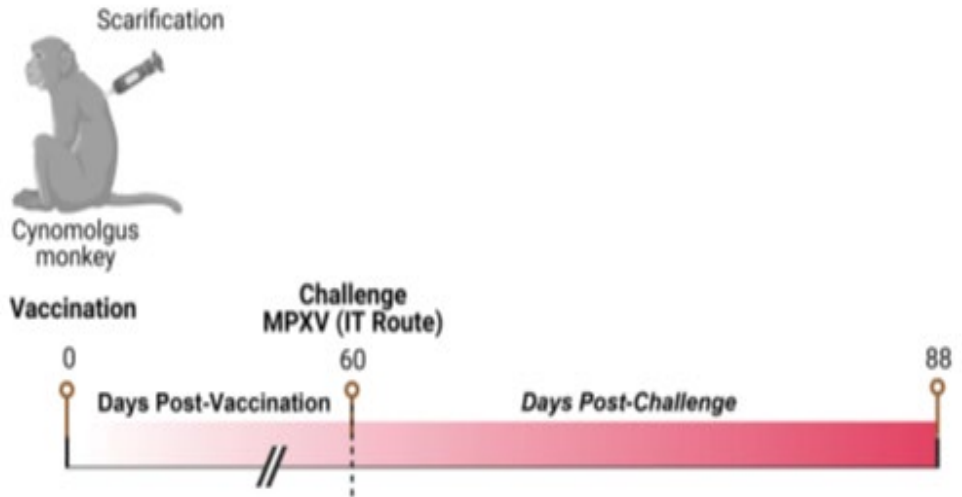 Scarification
Cynomolgus
monkey
Vaccination
Challenge
MPXV (IT Route)
0
60
88
Days Post-Vaccination
Days Post-Challenge